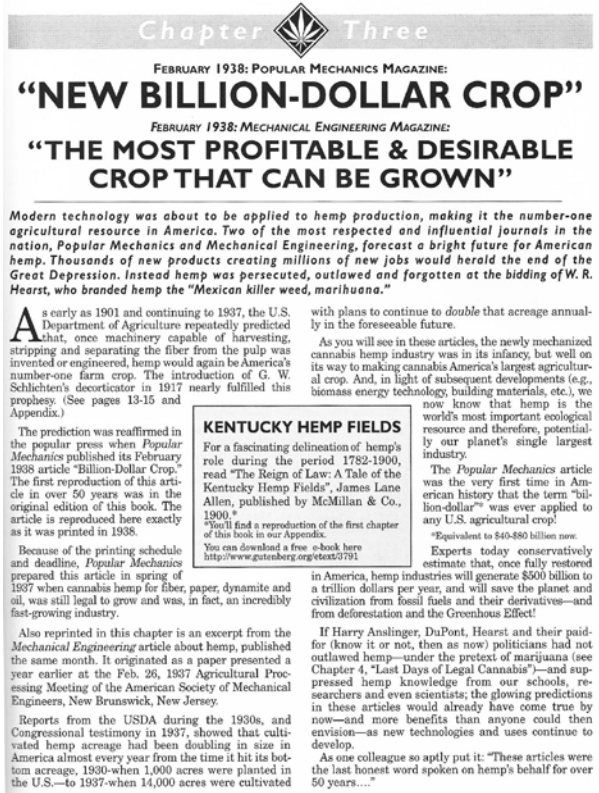 Chapter Three
FEBRUARY 1938: POPULAR MECHANICS MAGAZINE:
“NEW BILLION-DOLLAR CROP”
FEBRUARY 1938: MECHANICAL ENGINEERING MAGAZINE:
“THE MOST PROFITABLE & DESIRABLE
CROP THAT CAN BE GROWN”
Modern technology was about to be applied to hemp production, making it the number-one
agricultural resource in America. Two of the most respected and influential journals in the
nation, Popular Mechanics and Mechanical Engineering, forecast a bright future for American
hemp. Thousands of new products creating millions of new jobs would herald the end of the
Great Depression. Instead hemp was persecuted, outlawed and forgotten at the bidding of W. R.
Hearst, who branded hemp the “Mexican killer weed, marihuana.”
As early as 1901 and continuing to 1937, the U.S.
Department of Agriculture repeatedly predicted
that, once machinery capable of harvesting,
stripping and separating the fiber from the pulp was
invented or engineered, hemp would again be America's
number-one farm crop. The introduction of G. W.
Schlichten's decorticator in 1917 nearly fulfilled this
prophesy. (See pages 13-15 and
Appendix.)
The prediction was reaffirmed in
the popular press when Popular
Mechanics published its February
1938 article “Billion-Dollar Crop.”
The first reproduction of this arti-
cle in over 50 years was in the
original edition of this book. The
article is reproduced here exactly
as it was printed in 1938.
Because of the printing schedule
and deadline, Popular Mechanics
prepared this article in spring of
1937 when cannabis hemp for fiber, paper, dynamite and
oil, was still legal to grow and was, in fact, an incredibly
fast-growing industry.
Also reprinted in this chapter is an excerpt from the
Mechanical Engineering article about hemp, published
the same month. It originated as a paper presented a
year earlier at the Feb. 26, 1937 Agricultural Proc-
essing Meeting of the American Society of Mechanical
Engineers, New Brunswick, New Jersey.
Reports from the USDA during the 1930s, and
Congressional testimony in 1937, showed that culti-
vated hemp acreage had been doubling in size in
America almost every year from the time it hit its bot-
tom acreage, 1930-when 1,000 acres were planted in
the U.S.—to 1937-when 14,000 acres were cultivated
KENTUCKY HEMP FIELDS
For a fascinating delineation of hemp's
role during the period 1782-1900,
read “The Reign of Law: A Tale of the
Kentucky Hemp Fields”, James Lane
Allen, published by McMillan & Co.,
1900.*
*You'll find a reproduction of the first chapter
of this book in our Appendix.
You can download a free e-book here
http://www.gutenberg.org/etext/3791
with plans to continue to double that acreage annual-
ly in the foreseeable future.
As you will see in these articles, the newly mechanized
cannabis hemp industry was in its infancy, but well on
its way to making cannabis America's largest agricultur-
al crop. And, in light of subsequent developments (e.g.,
biomass energy technology, building materials, etc.), we
now know that hemp is the
world's most important ecological
resource and therefore, potential-
ly our planet's single largest
industry.
The Popular Mechanics article
was the very first time in Am-
erican history that the term “bil-
lion-dollar”* was ever applied to
any U.S. agricultural crop!
*Equivalent to $40-$80 billion now.
Experts today conservatively
estimate that, once fully restored
in America, hemp industries will generate $500 billion to
a trillion dollars per year, and will save the planet and
civilization from fossil fuels and their derivatives—and
from deforestation and the Greenhous Effect!
If Harry Anslinger, DuPont, Hearst and their paid-
for (know it or not, then as now) politicians had not
outlawed hemp—under the pretext of marijuana (see
Chapter 4, “Last Days of Legal Cannabis”)—and sup-
pressed hemp knowledge from our schools, re-
searchers and even scientists; the glowing predictions
in these articles would already have come true by
now—and more benefits than anyone could then
envision—as new technologies and uses continue to
develop.
As one colleague so aptly put it: “These articles were
the last honest word spoken on hemp's behalf for over
50 years....”